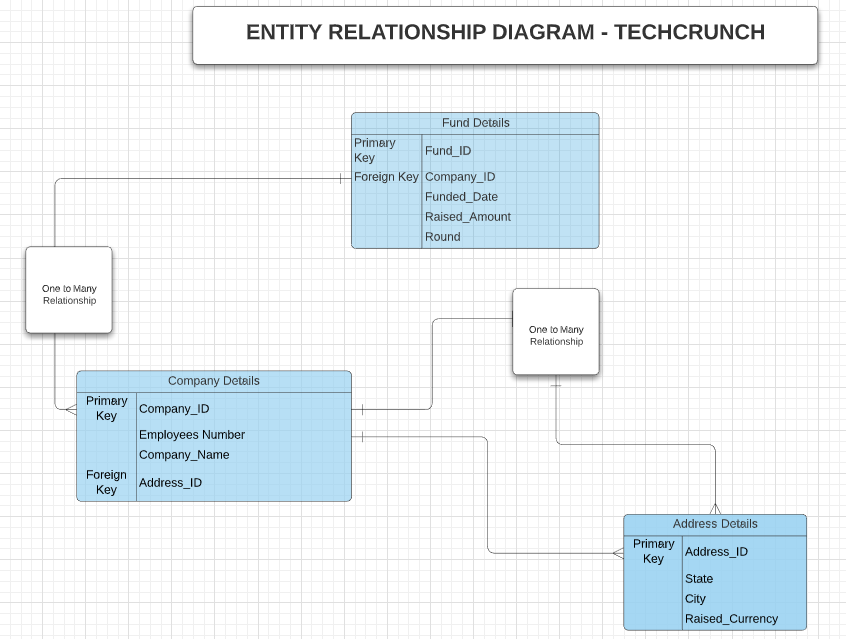 ENTITY RELATIONSHIP DIAGRAM - TECHCRUNCH
Fund Details
Primary
Key
Fund_ID
Foreign Key
Company_ID
Funded_Date
Raised_Amount
Round
One to Many
Relationship
One to Many
Relationship
Company Details
Primary
Key
Company_ID
Employees Number
Company_Name
Foreign
Key
Address_ID
Address Details
Primary
Key
Address_ID
State
City
Raised_Currency